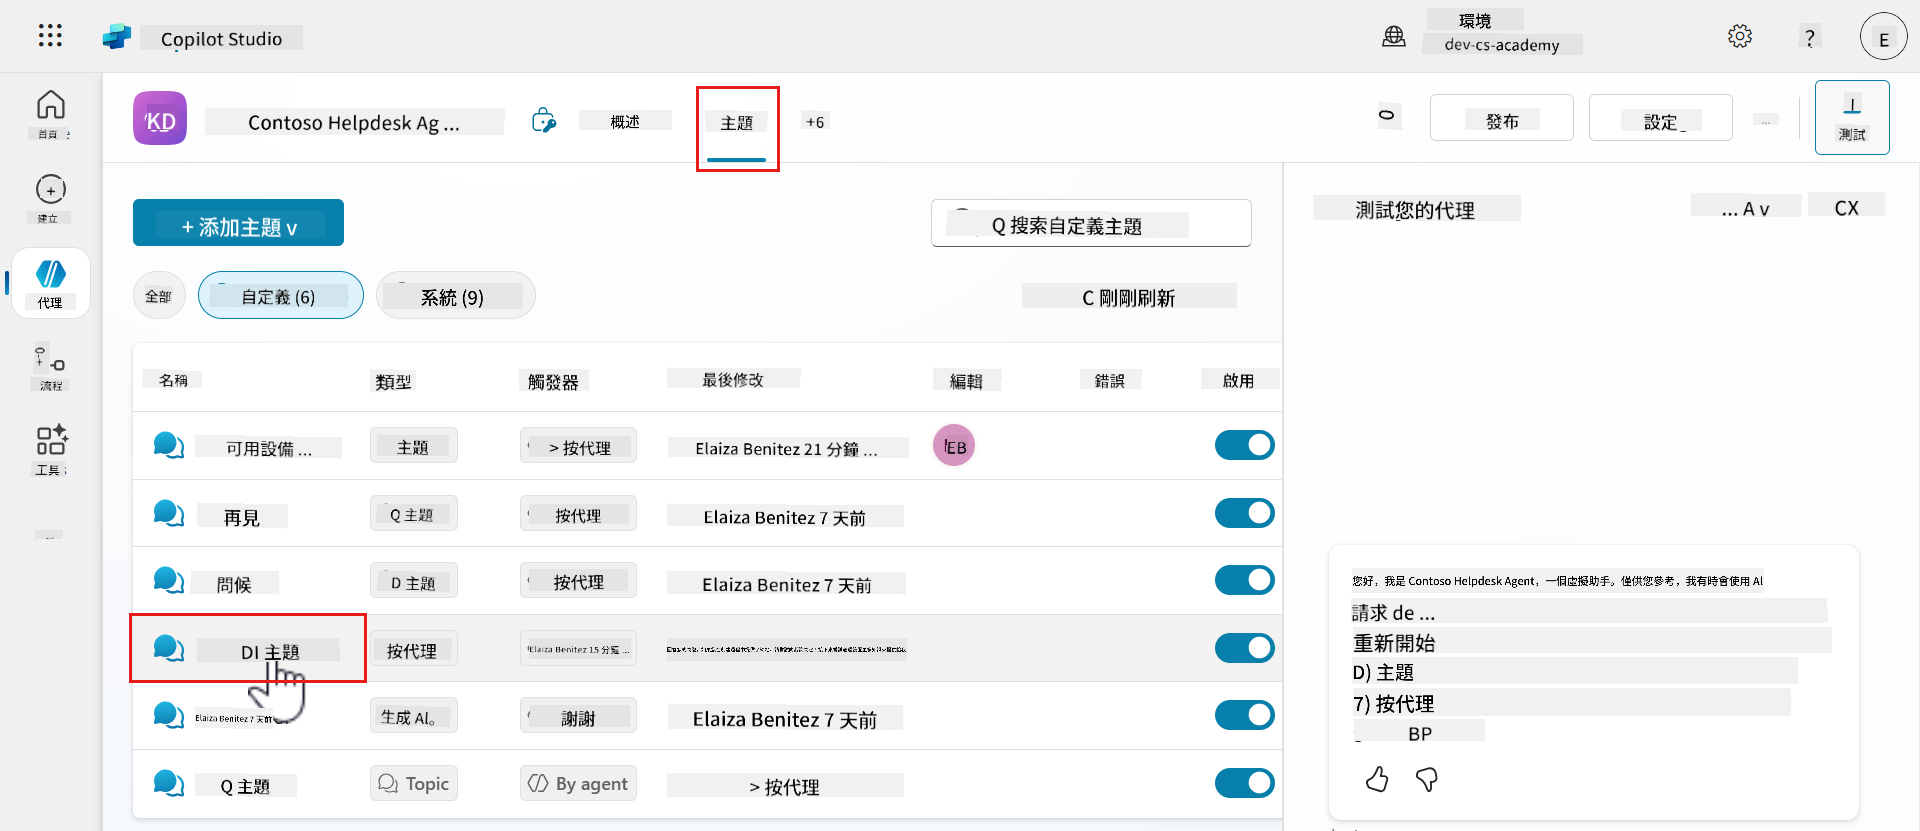 Copilot Studio
環境
dev-cs-academy
?
E
首頁
建立
代理
流程
工具
KD
Contoso Helpdesk Ag ...
概述
主題
+6
發布
設定
...
測試
+ 添加主題 v
Q 搜索自定義主題
全部
自定義 (6)
系統 (9)
C 剛剛刷新
名稱
類型
觸發器
最後修改
編輯
錯誤
啟用
可用設備 ...
主題
> 按代理
Elaiza Benitez 21 分鐘 ...
EB
再見
Q 主題
按代理
Elaiza Benitez 7 天前
問候
D 主題
按代理
Elaiza Benitez 7 天前
DI 主題
按代理
Elaiza Benitez 15 分鐘 ...
Elaiza Benitez 7 天前
生成 AI。
謝謝
Elaiza Benitez 7 天前
Q 主題
Topic
By agent
> 按代理
測試您的代理
... A v
CX
您好，我是 Contoso Helpdesk Agent，一個虛擬助手。僅供您參考，我有時會使用 AI
請求 de ...
重新開始
D) 主題
7) 按代理
BP